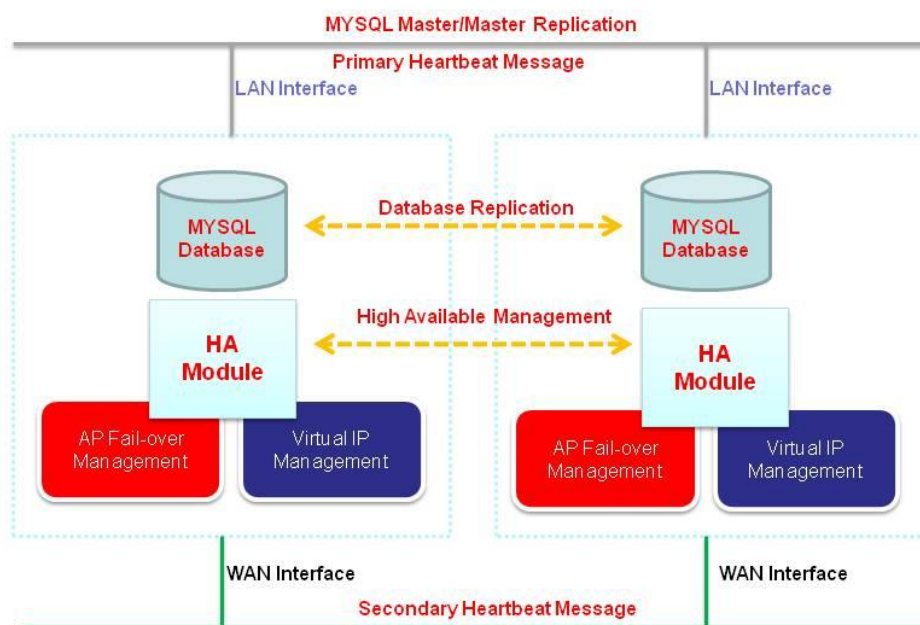 MYSQL Master/Master Replication
Primary Heartbeat Message
LAN Interface
LAN Interface
MYSQL
Database
Database Replication
MYSQL
Database
HA
Module
High Available Management
HA
Module
AP Fail-over
Management
Virtual IP
Management
AP Fail-over
Management
Virtual IP
Management
WAN Interface
WAN Interface
Secondary Heartbeat Message